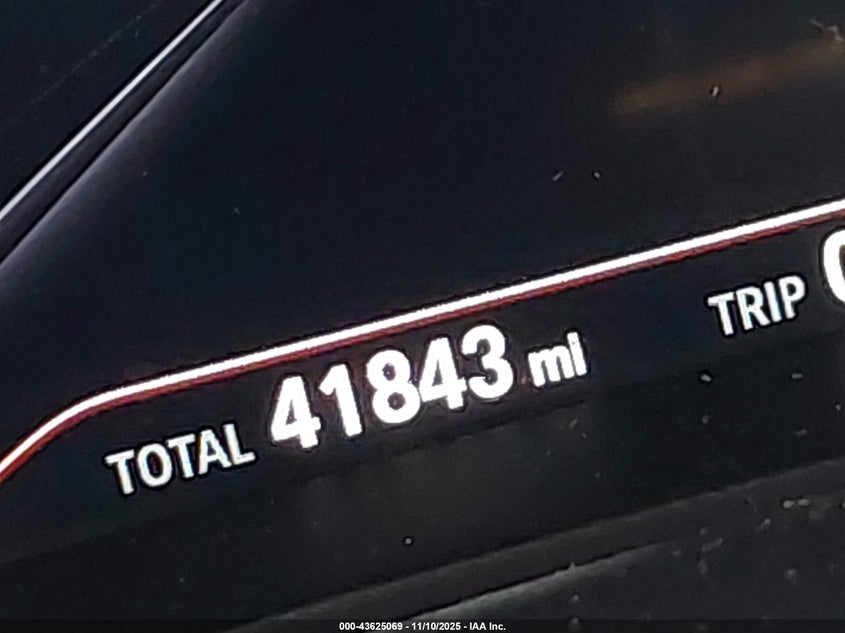 TOTAL 41843 mi TRIP
000-43625069 - 11/10/2025 - IAA Inc.